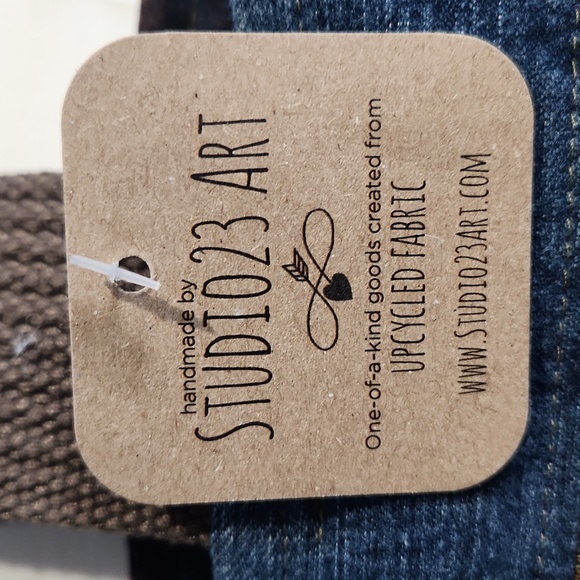 handmade by
STUDIO23 ART
One-of-a-kind goods created from
UPCYCLED FABRIC
WWW.STUDIO23ART.COM